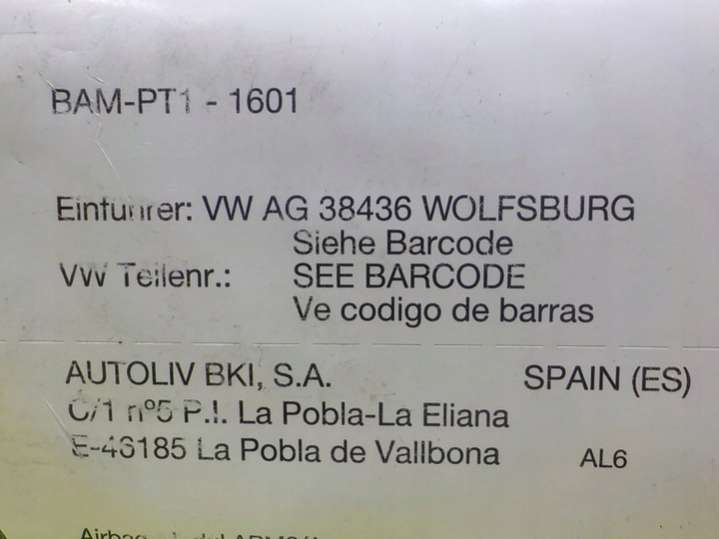 BAM-PT1 - 1601
Einfuhrer: VW AG 38436 WOLFSBURG
Siehe Barcode
VW Teilenr.: SEE BARCODE
Ve codigo de barras
AUTOLIV BKI, S.A. SPAIN (ES)
C/1 nº5 P.I. La Pobla-La Eliana
E-46185 La Pobla de Vallbona AL6